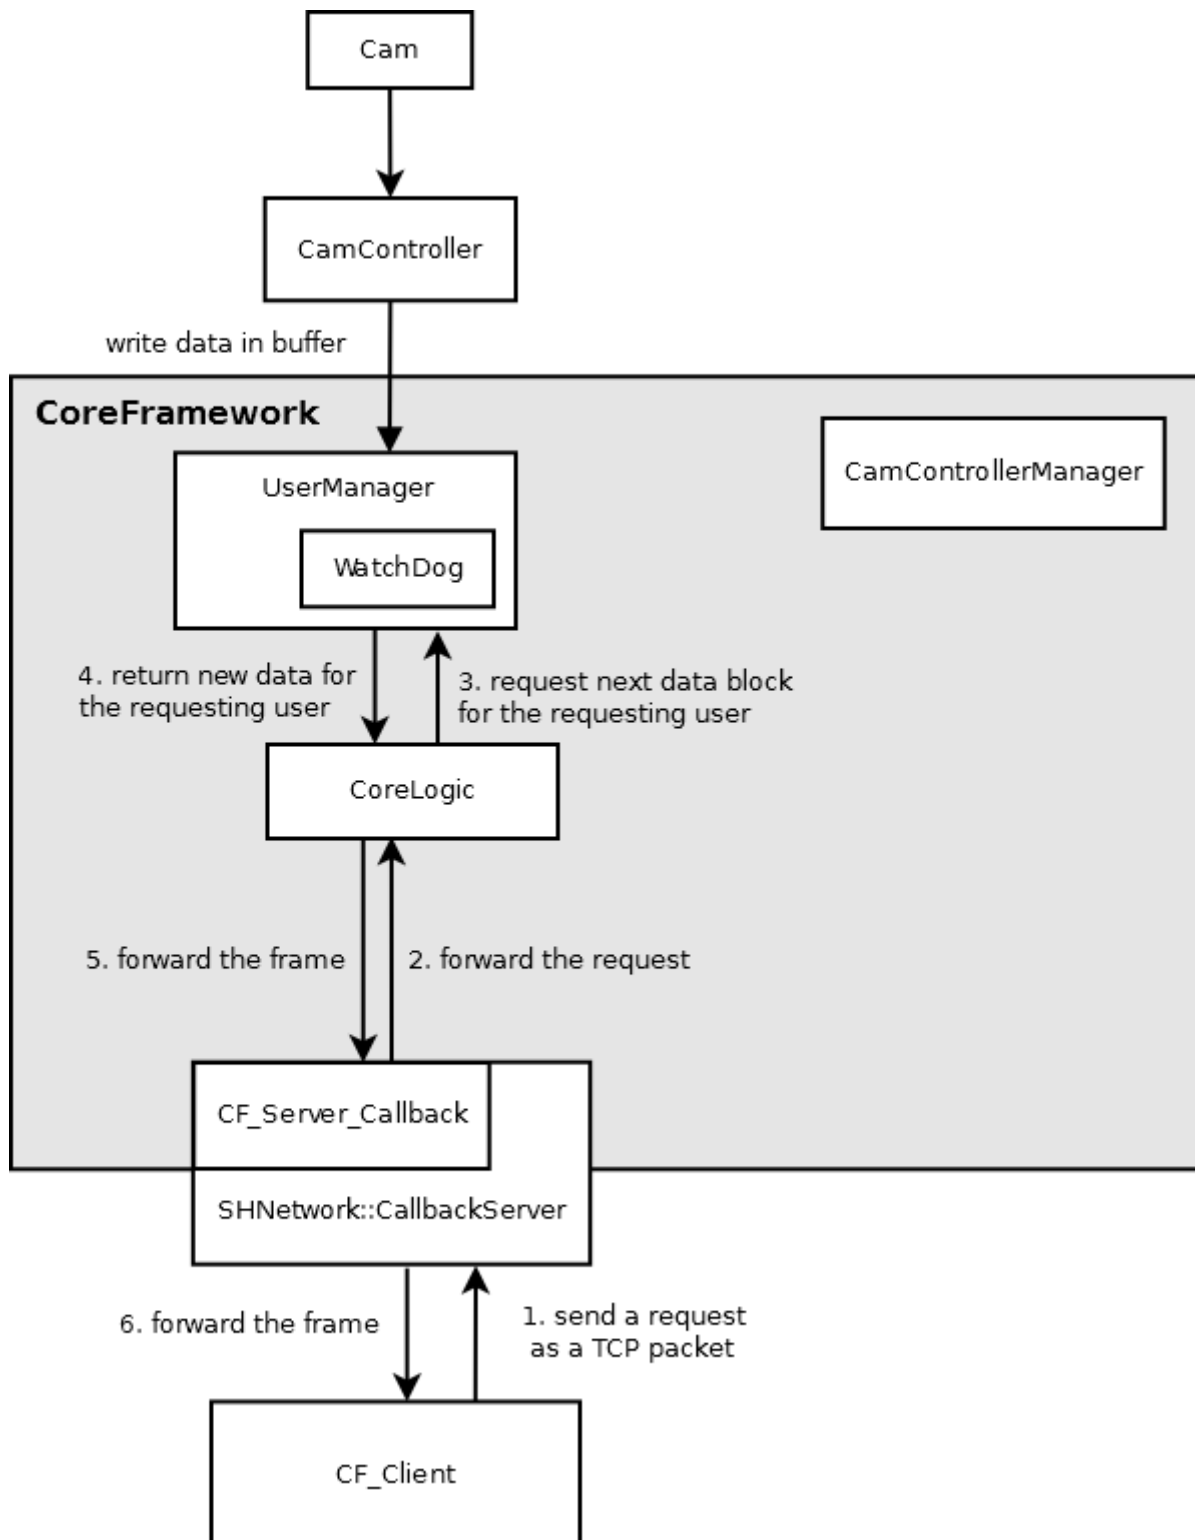 Cam
CamController
write data in buffer
CoreFramework
CamControllerManager
UserManager
WatchDog
4. return new data for
the requesting user
3. request next data block
for the requesting user
CoreLogic
5. forward the frame
2. forward the request
CF_Server_Callback
SHNetwork::CallbackServer
6. forward the frame
1. send a request
as a TCP packet
CF_Client